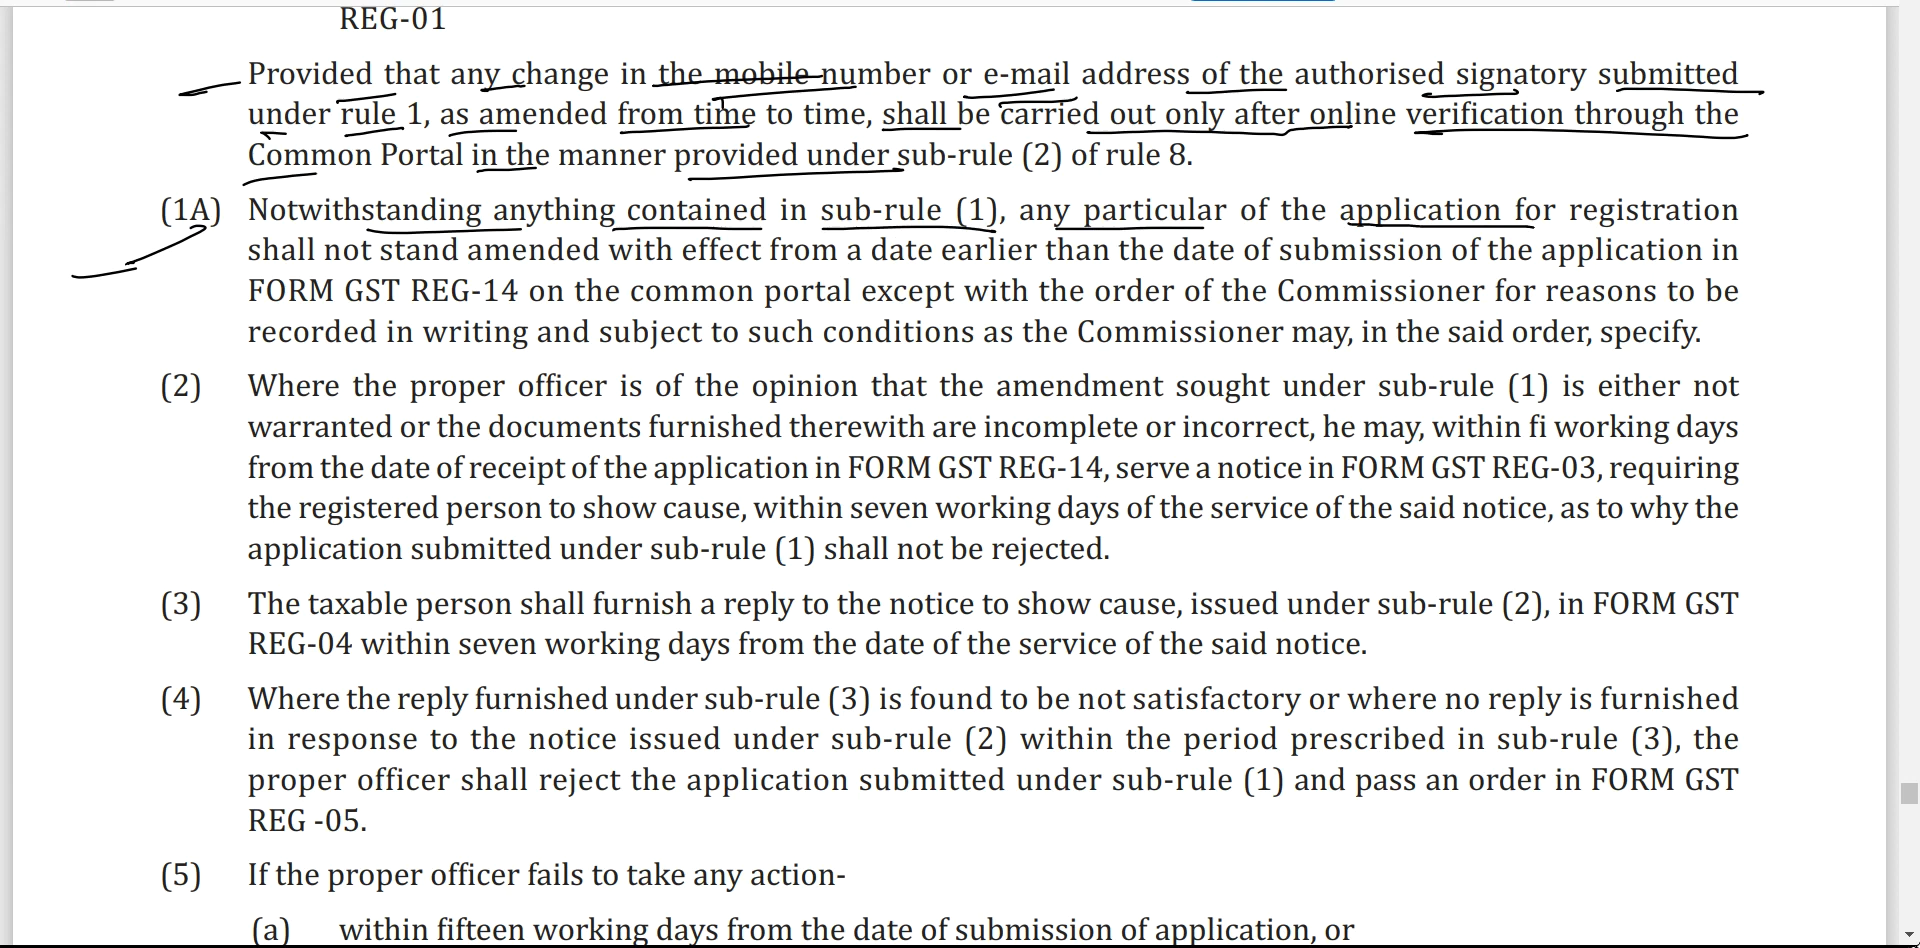 REG-01
Provided that any change in the mobile number or e-mail address of the authorised signatory submitted
under rule 1, as amended from time to time, shall be carried out only after online verification through the
Common Portal in the manner provided under sub-rule (2) of rule 8.
(1A) Notwithstanding anything contained in sub-rule (1), any particular of the application for registration
shall not stand amended with effect from a date earlier than the date of submission of the application in
FORM GST REG-14 on the common portal except with the order of the Commissioner for reasons to be
recorded in writing and subject to such conditions as the Commissioner may, in the said order, specify.
(2) Where the proper officer is of the opinion that the amendment sought under sub-rule (1) is either not
warranted or the documents furnished therewith are incomplete or incorrect, he may, within fi working days
from the date of receipt of the application in FORM GST REG-14, serve a notice in FORM GST REG-03, requiring
the registered person to show cause, within seven working days of the service of the said notice, as to why the
application submitted under sub-rule (1) shall not be rejected.
(3) The taxable person shall furnish a reply to the notice to show cause, issued under sub-rule (2), in FORM GST
REG-04 within seven working days from the date of the service of the said notice.
(4) Where the reply furnished under sub-rule (3) is found to be not satisfactory or where no reply is furnished
in response to the notice issued under sub-rule (2) within the period prescribed in sub-rule (3), the
proper officer shall reject the application submitted under sub-rule (1) and pass an order in FORM GST
REG -05.
(5) If the proper officer fails to take any action-
(a) within fifteen working days from the date of submission of application, or